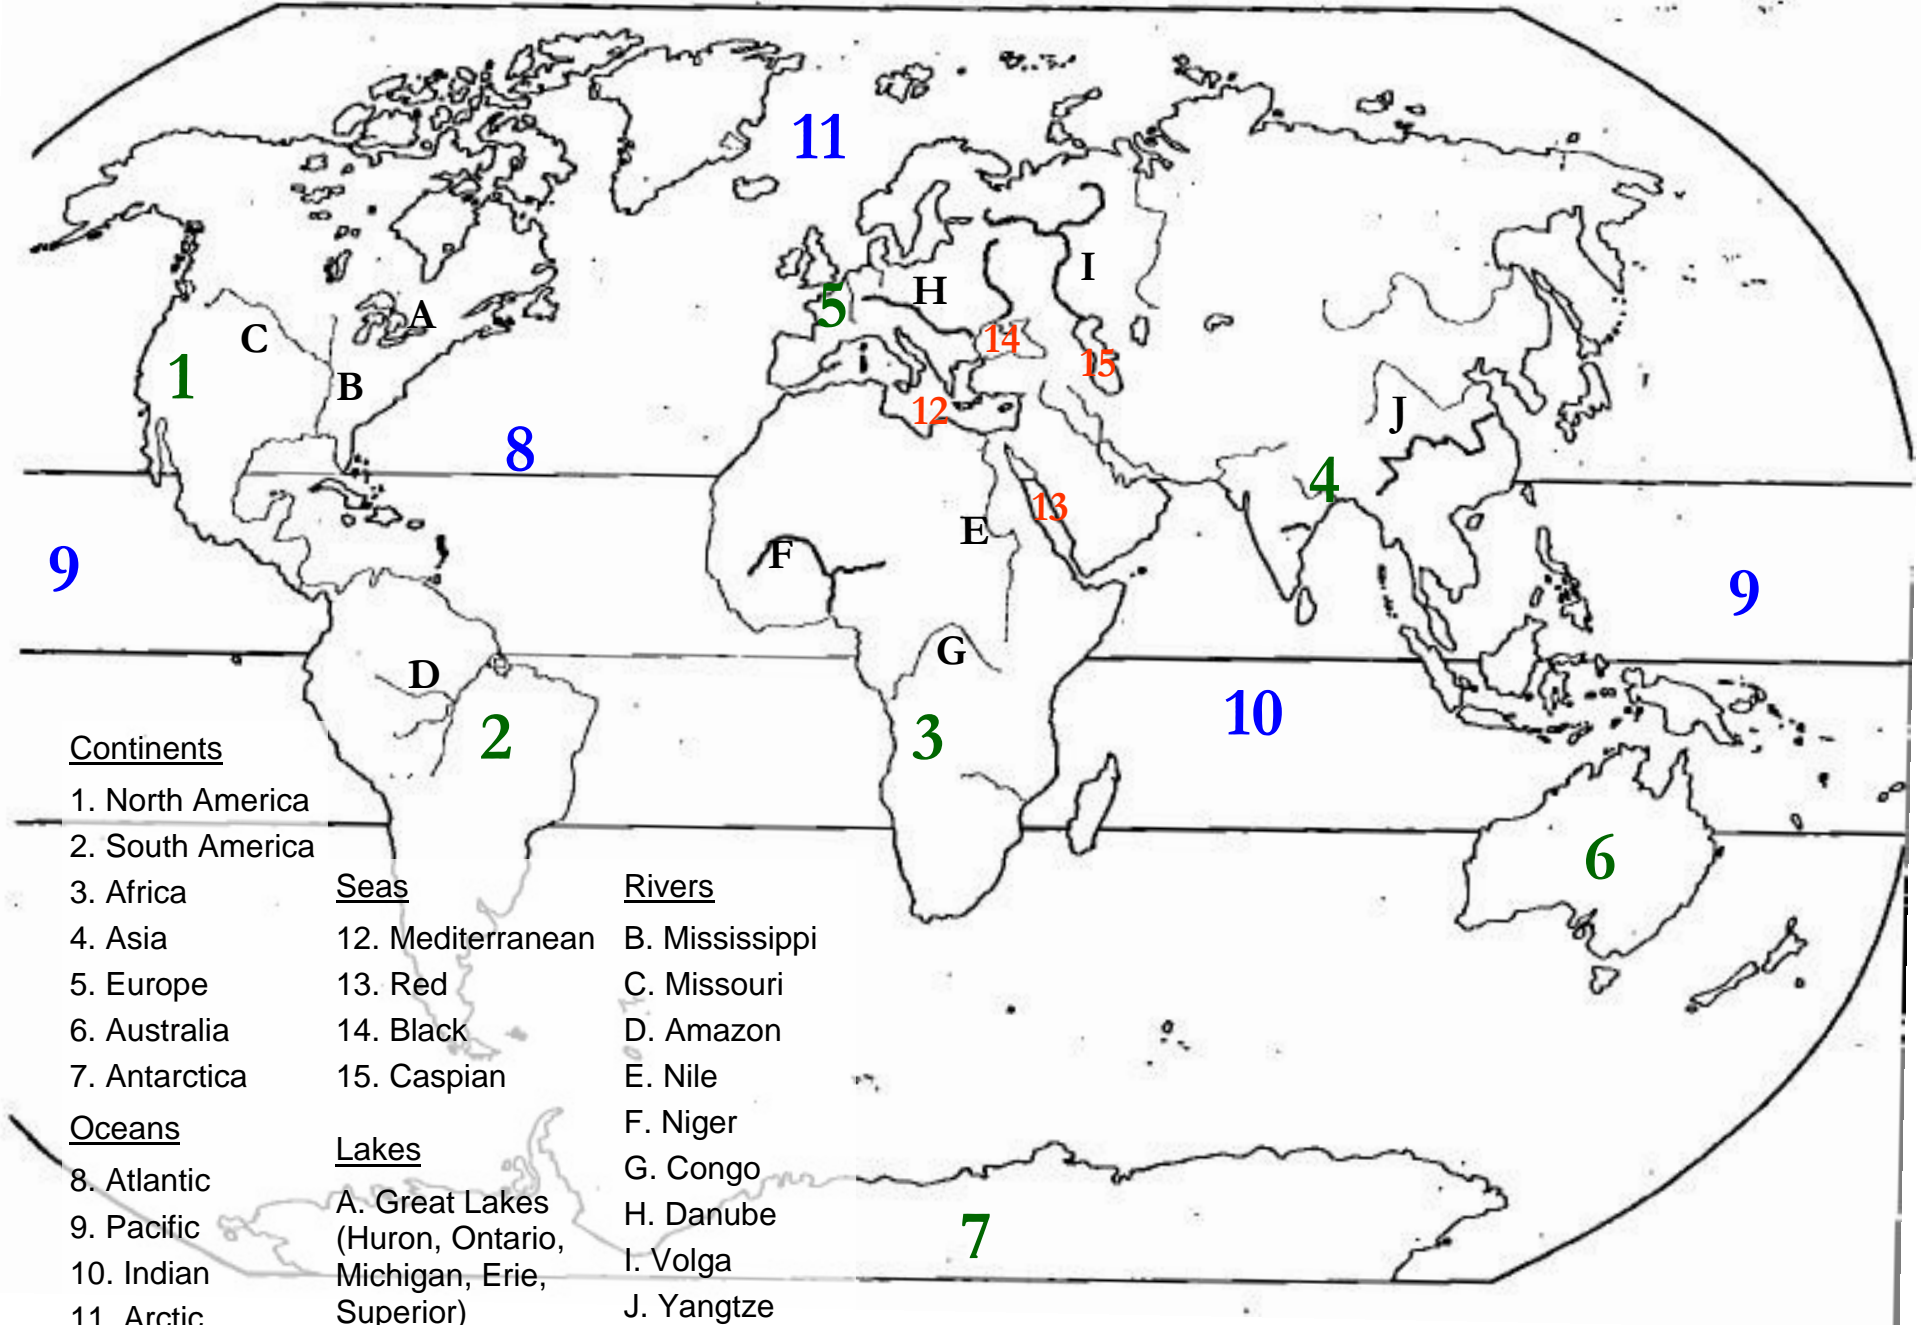 11
I
H
5
A
C
14
15
1
B
12
J
8
4
13
E
F
9
9
G
D
10
2
3
6
7
Continents
1. North America
2. South America
3. Africa
4. Asia
5. Europe
6. Australia
7. Antarctica
Oceans
8. Atlantic
9. Pacific
10. Indian
11. Arctic
Seas
12. Mediterranean
13. Red
14. Black
15. Caspian
Lakes
A. Great Lakes
(Huron, Ontario,
Michigan, Erie,
Superior)
Rivers
B. Mississippi
C. Missouri
D. Amazon
E. Nile
F. Niger
G. Congo
H. Danube
I. Volga
J. Yangtze